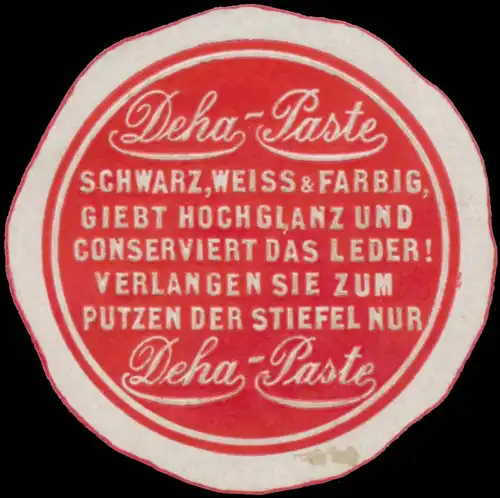 Deha-Paste
SCHWARZ, WEISS & FARBIG,
GIEBT HOCHGLANZ UND
CONSERVIERT DAS LEDER!
VERLANGEN SIE ZUM
PUTZEN DER STIEFEL NUR
Deha-Paste